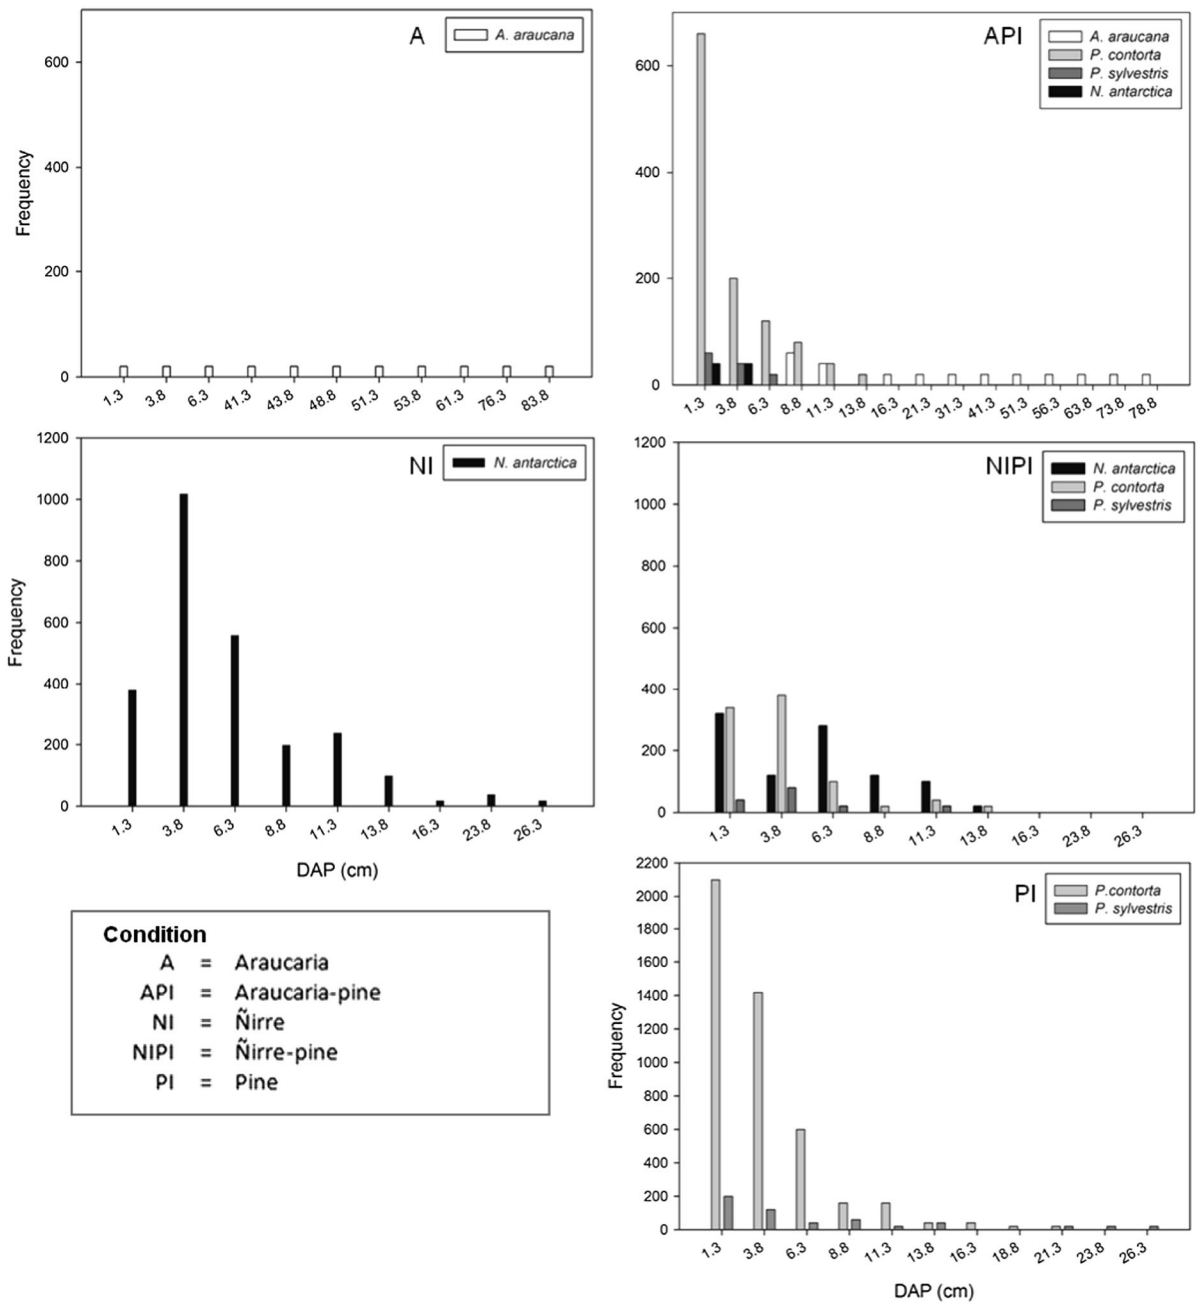 A
A. araucana
Frequency
600
400
200
0
1.3 3.8 6.3 41.3 43.8 48.8 51.3 53.8 61.3 76.3 83.8
API
A. araucana
P. contorta
P. sylvestris
N. antarctica
600
400
200
0
1.3 3.8 6.3 8.8 11.3 13.8 16.3 21.3 31.3 41.3 51.3 56.3 63.8 73.8 78.8
NI
N. antarctica
Frequency
1200
1000
800
600
400
200
0
1.3 3.8 6.3 8.8 11.3 13.8 16.3 23.8 26.3
DAP (cm)
NIPI
N. antarctica
P. contorta
P. sylvestris
1200
1000
800
600
400
200
0
1.3 3.8 6.3 8.8 11.3 13.8 16.3 23.8 26.3
Condition
A = Araucaria
API = Araucaria-pine
NI = Ñirre
NIPI = Ñirre-pine
PI = Pine
PI
P.contorta
P. sylvestris
Frequency
2200
2000
1800
1600
1400
1200
1000
800
600
400
200
0
1.3 3.8 6.3 8.8 11.3 13.8 16.3 18.8 21.3 23.8 26.3
DAP (cm)